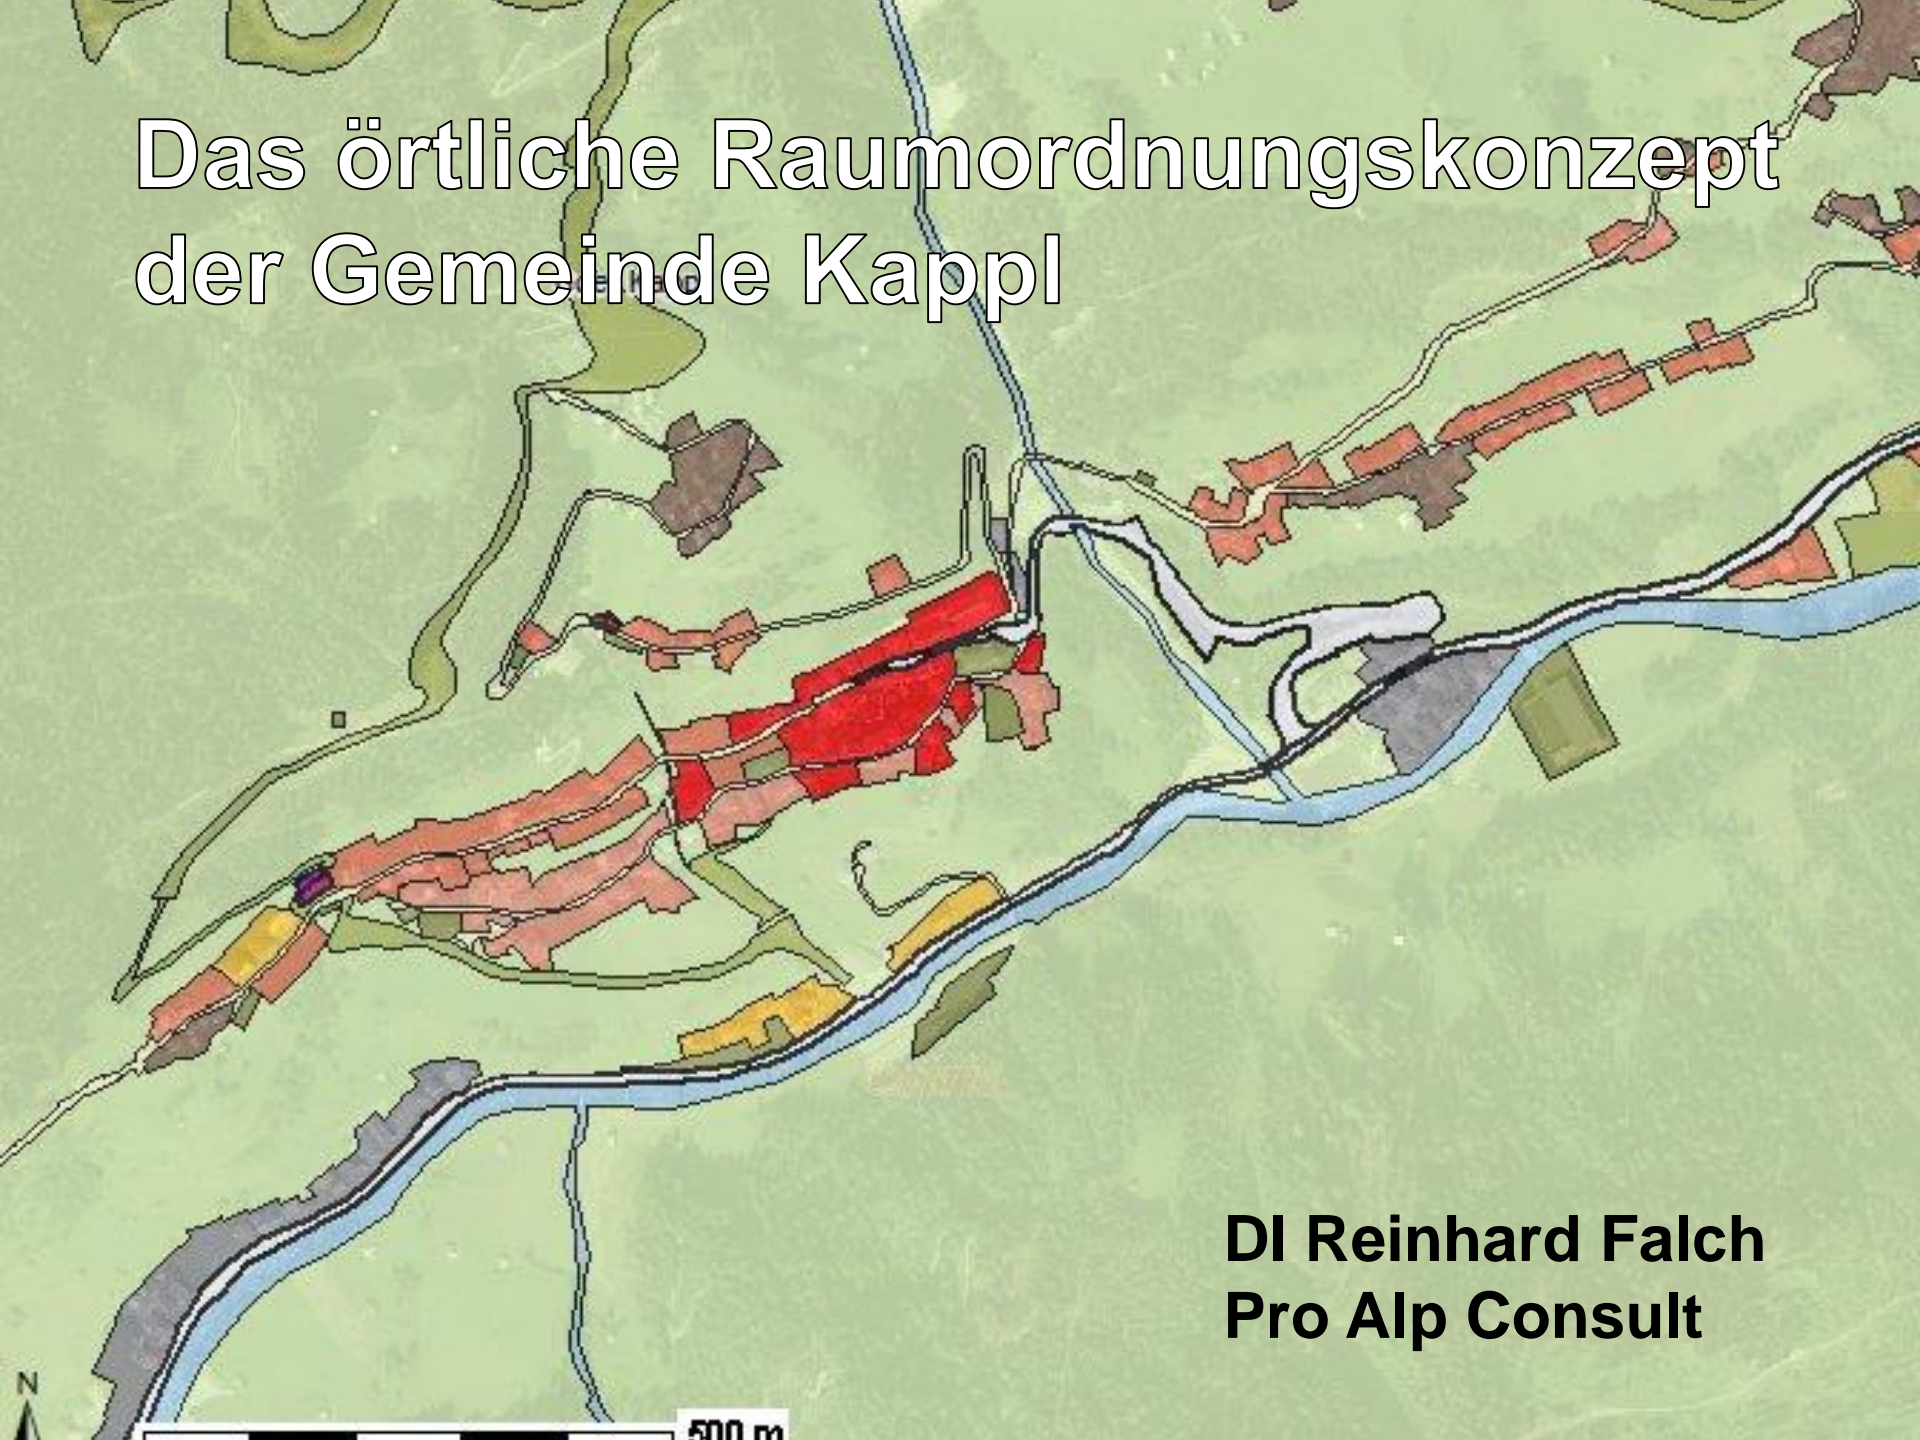 Das örtliche Raumordnungskonzept
der Gemeinde Kappl
DI Reinhard Falch
Pro Alp Consult
N
500 m